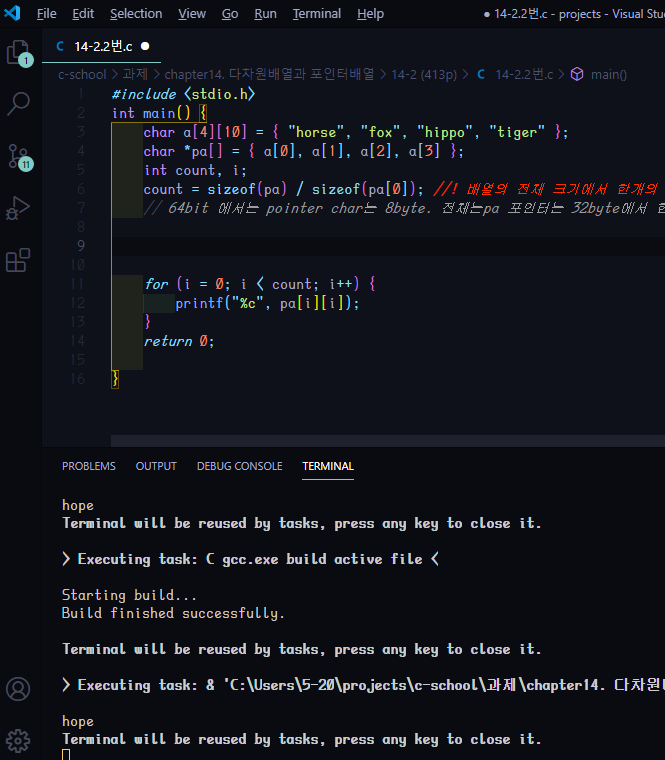 File Edit Selection View Go Run Terminal Help ● 14-2.2번.c - projects - Visual Stu
C 14-2.2번.c ●
c-school > 과제 > chapter14. 다차원배열과 포인터배열 > 14-2 (413p) > C 14-2.2번.c > main()
1 #include <stdio.h>
2 int main() {
3 char a[4][10] = { "horse", "fox", "hippo", "tiger" };
4 char *pa[] = { a[0], a[1], a[2], a[3] };
5 int count, i;
6 count = sizeof(pa) / sizeof(pa[0]); //! 배열의 전체 크기에서 한개의
7 // 64bit 에서는 pointer char는 8byte. 전체는pa 포인터는 32byte에서 한
8
9
10
11 for (i = 0; i < count; i++) {
12 printf("%c", pa[i][i]);
13 }
14 return 0;
15
16 }
1
11
PROBLEMS OUTPUT DEBUG CONSOLE TERMINAL
hope
Terminal will be reused by tasks, press any key to close it.
> Executing task: C gcc.exe build active file <
Starting build...
Build finished successfully.
Terminal will be reused by tasks, press any key to close it.
> Executing task: & 'C:\Users\5-20\projects\c-school\과제\chapter14. 다차원
hope
Terminal will be reused by tasks, press any key to close it.